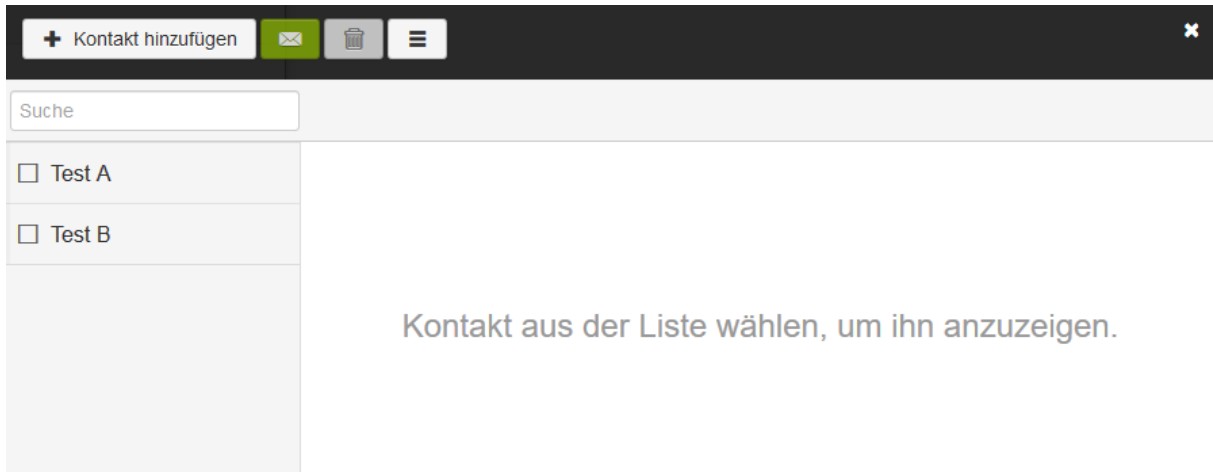 Kontakt hinzufügen
Suche
Test A
Test B
Kontakt aus der Liste wählen, um ihn anzuzeigen.